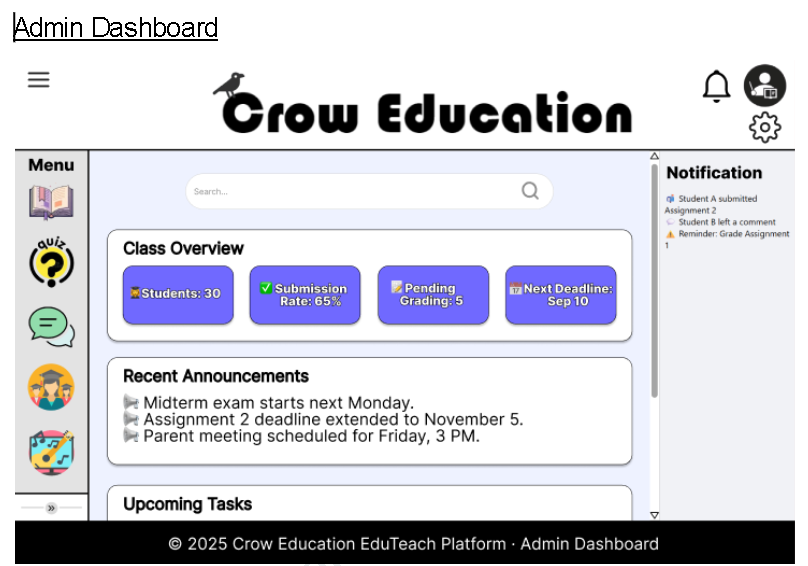 Admin Dashboard
Crow Education
Menu
quiz
Search...
Class Overview
Students: 30
Submission
Rate: 65%
Pending
Grading: 5
Next Deadline:
Sep 10
Recent Announcements
Midterm exam starts next Monday.
Assignment 2 deadline extended to November 5.
Parent meeting scheduled for Friday, 3 PM.
Upcoming Tasks
Notification
Student A submitted
Assignment 2
Student B left a comment
Reminder: Grade Assignment
1
© 2025 Crow Education EduTeach Platform · Admin Dashboard